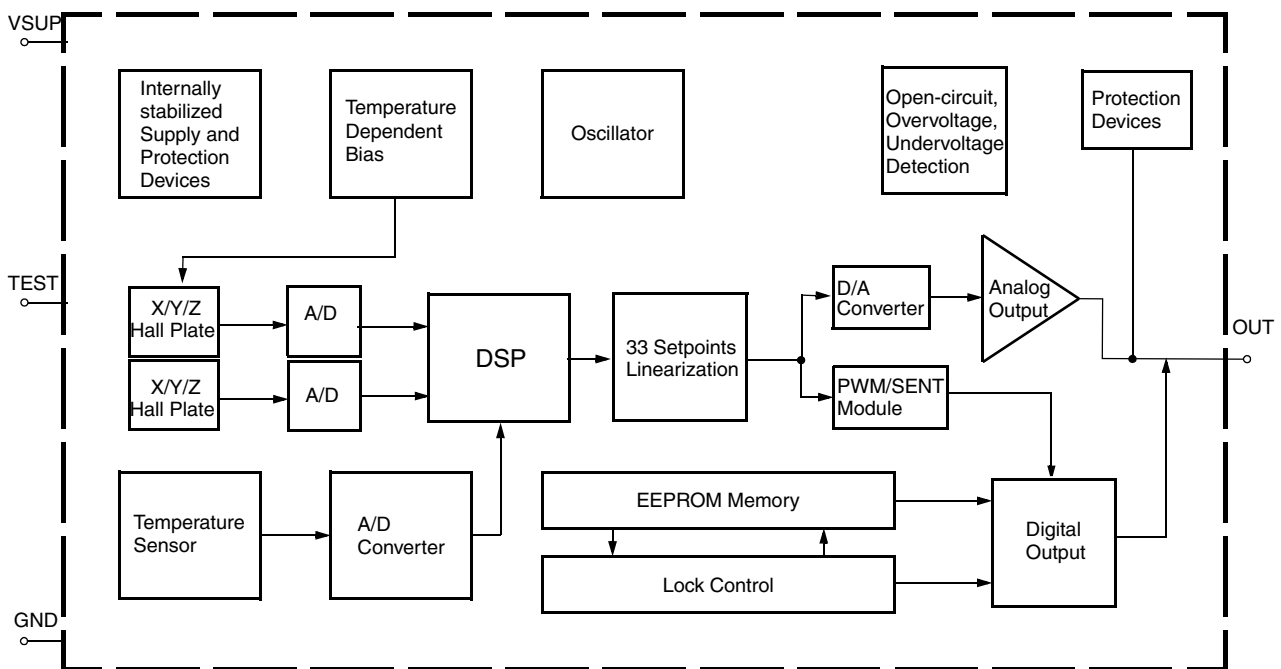 VSUP
Internally
stabilized
Supply and
Protection
Devices
Temperature
Dependent
Bias
Oscillator
Open-circuit,
Overvoltage,
Undervoltage
Detection
Protection
Devices
TEST
X/Y/Z
Hall Plate
A/D
X/Y/Z
Hall Plate
A/D
DSP
33 Setpoints
Linearization
D/A
Converter
Analog
Output
OUT
PWM/SENT
Module
Temperature
Sensor
A/D
Converter
EEPROM Memory
Lock Control
Digital
Output
GND